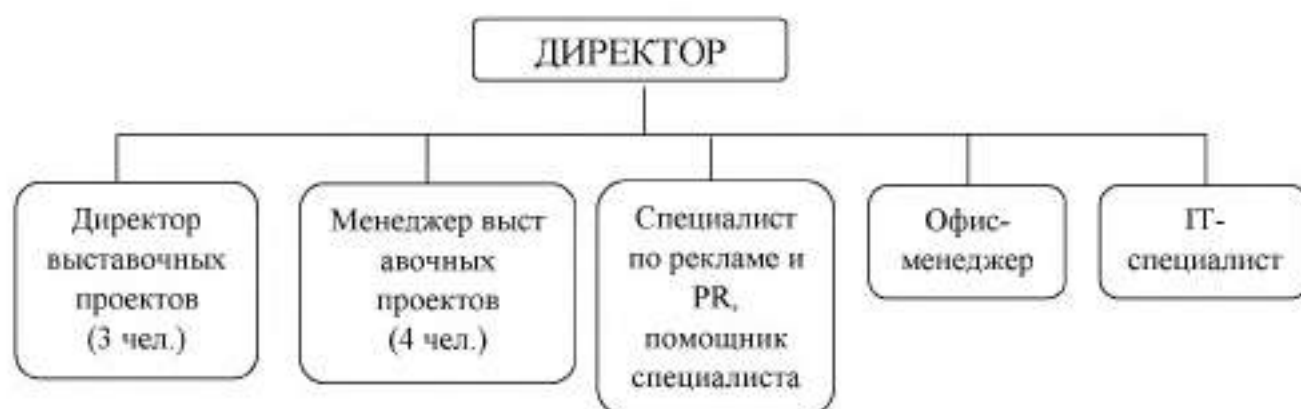 ДИРЕКТОР
Директор
выставочных
проектов
(3 чел.)
Менеджер выст
авочных
проектов
(4 чел.)
Специалист
по рекламе и
PR,
помощник
специалиста
Офис-
менеджер
IT-
специалист